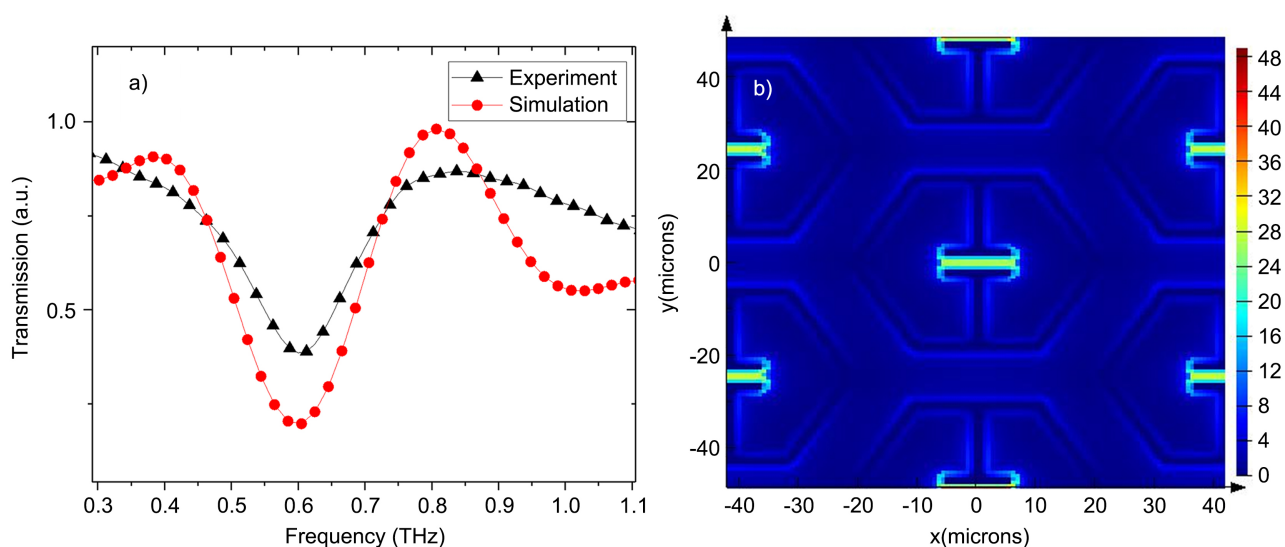 a)
Experiment
Simulation
1.0
0.5
Transmission (a.u.)
0.3 0.4 0.5 0.6 0.7 0.8 0.9 1.0 1.1
Frequency (THz)
b)
40
20
0
-20
-40
y(microns)
-40 -30 -20 -10 0 10 20 30 40
x(microns)
48
44
40
36
32
28
24
20
16
12
8
4
0